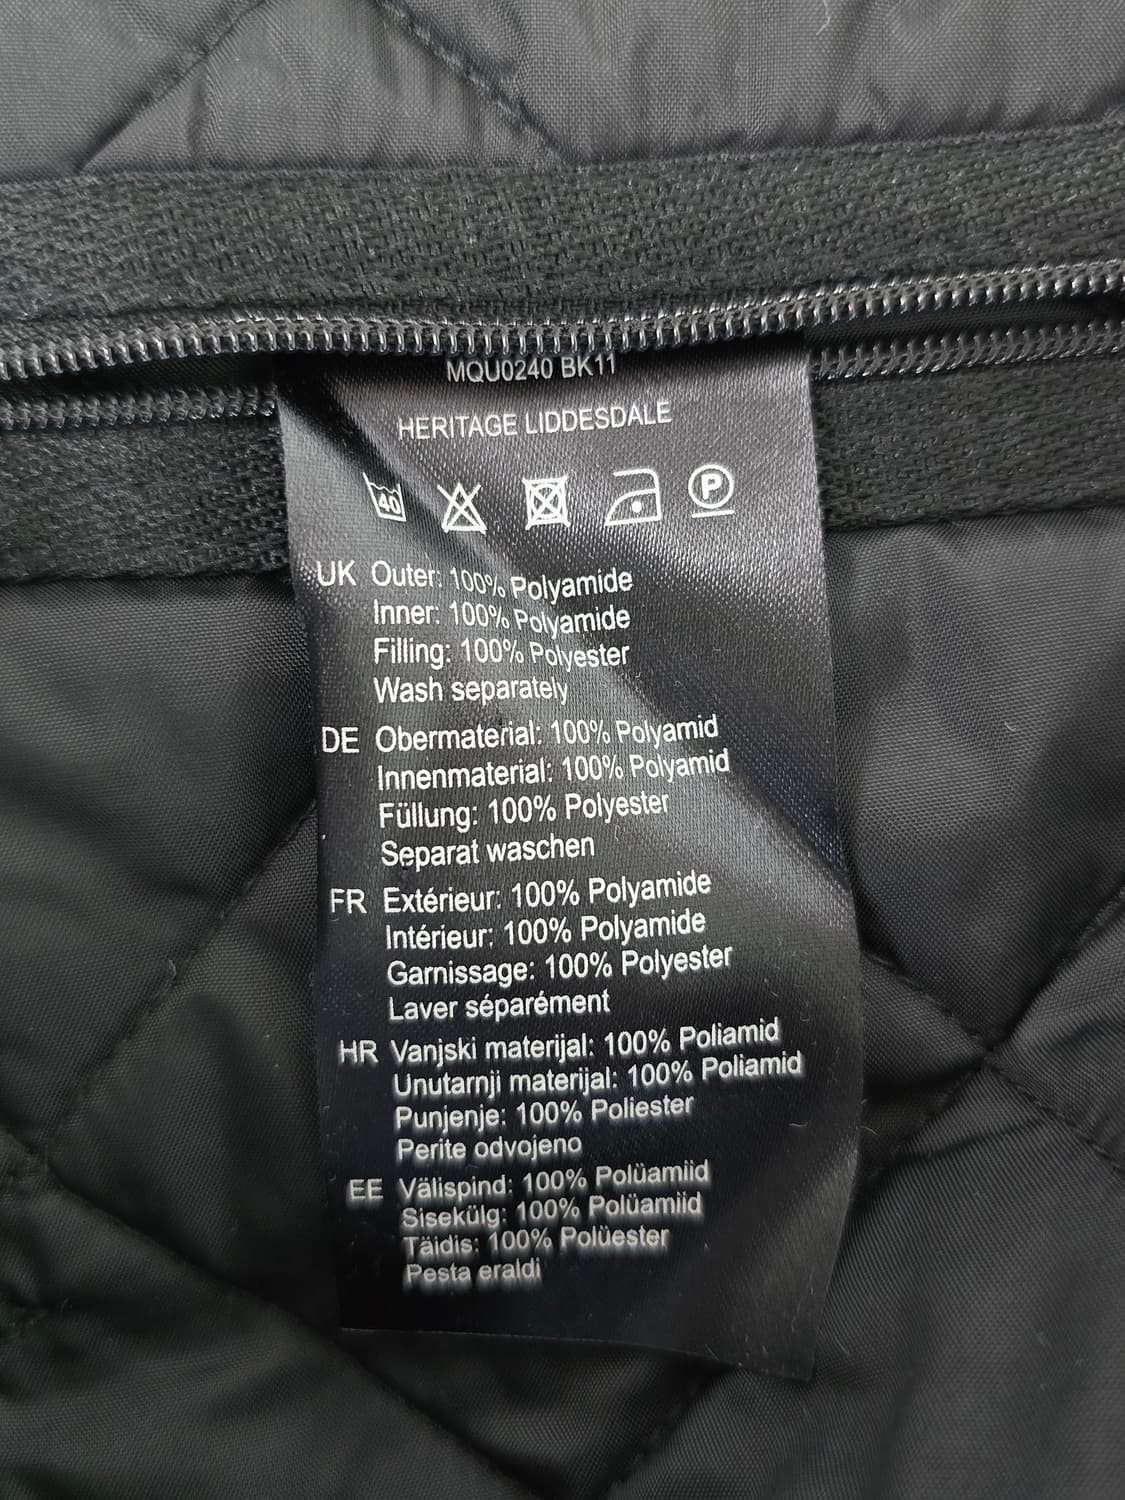 MQU0240 BK11
HERITAGE LIDDESDALE
40 P
UK Outer: 100% Polyamide
Inner: 100% Polyamide
Filling: 100% Polyester
Wash separately
DE Obermaterial: 100% Polyamid
Innenmaterial: 100% Polyamid
Füllung: 100% Polyester
Separat waschen
FR Extérieur: 100% Polyamide
Intérieur: 100% Polyamide
Garnissage: 100% Polyester
Laver séparément
HR Vanjski materijal: 100% Poliamid
Unutarnji materijal: 100% Poliamid
Punjenje: 100% Poliester
Perite odvojeno
EE Välispind: 100% Polüamiid
Sisekülg: 100% Polüamiid
Täidis: 100% Polüester
Pesta eraldi